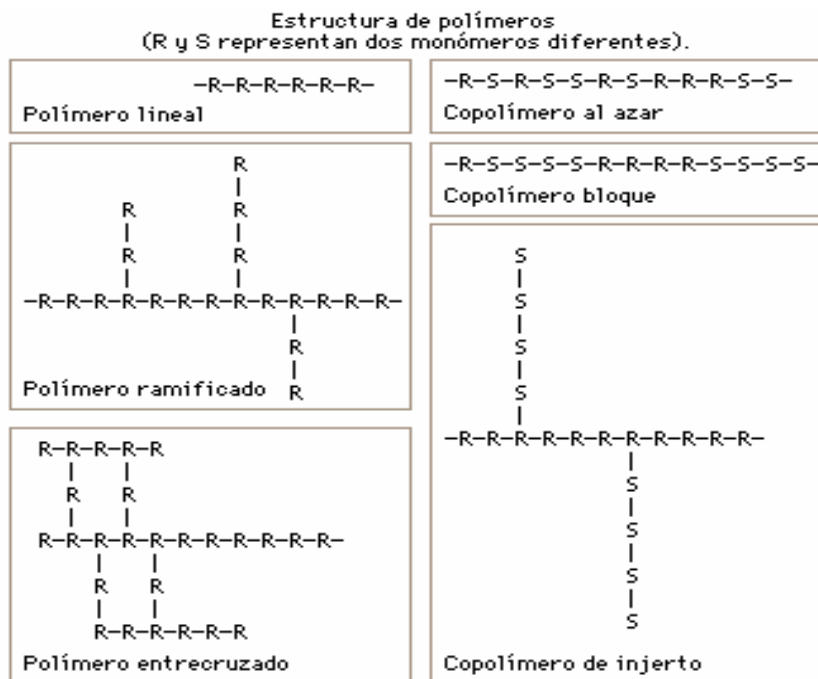 Estructura de polímeros
(R y S representan dos monómeros diferentes).
–R–R–R–R–R–R–
Polímero lineal
R
|
R R
| |
R R
| |
–R–R–R–R–R–R–R–R–R–R–R–R–R–
|
R
|
Polímero ramificado R
R–R–R–R–R
| |
R R
| |
R–R–R–R–R–R–R–R–R–R–R–
| |
R R
| |
R–R–R–R–R–R
Polímero entrecruzado
–R–S–R–S–S–R–S–R–R–R–S–S–
Copolímero al azar
–R–S–S–S–S–R–R–R–R–S–S–S–S–
Copolímero bloque
S
|
S
|
S
|
S
|
–R–R–R–R–R–R–R–R–R–R–R–
|
S
|
S
|
S
|
S
Copolímero de injerto